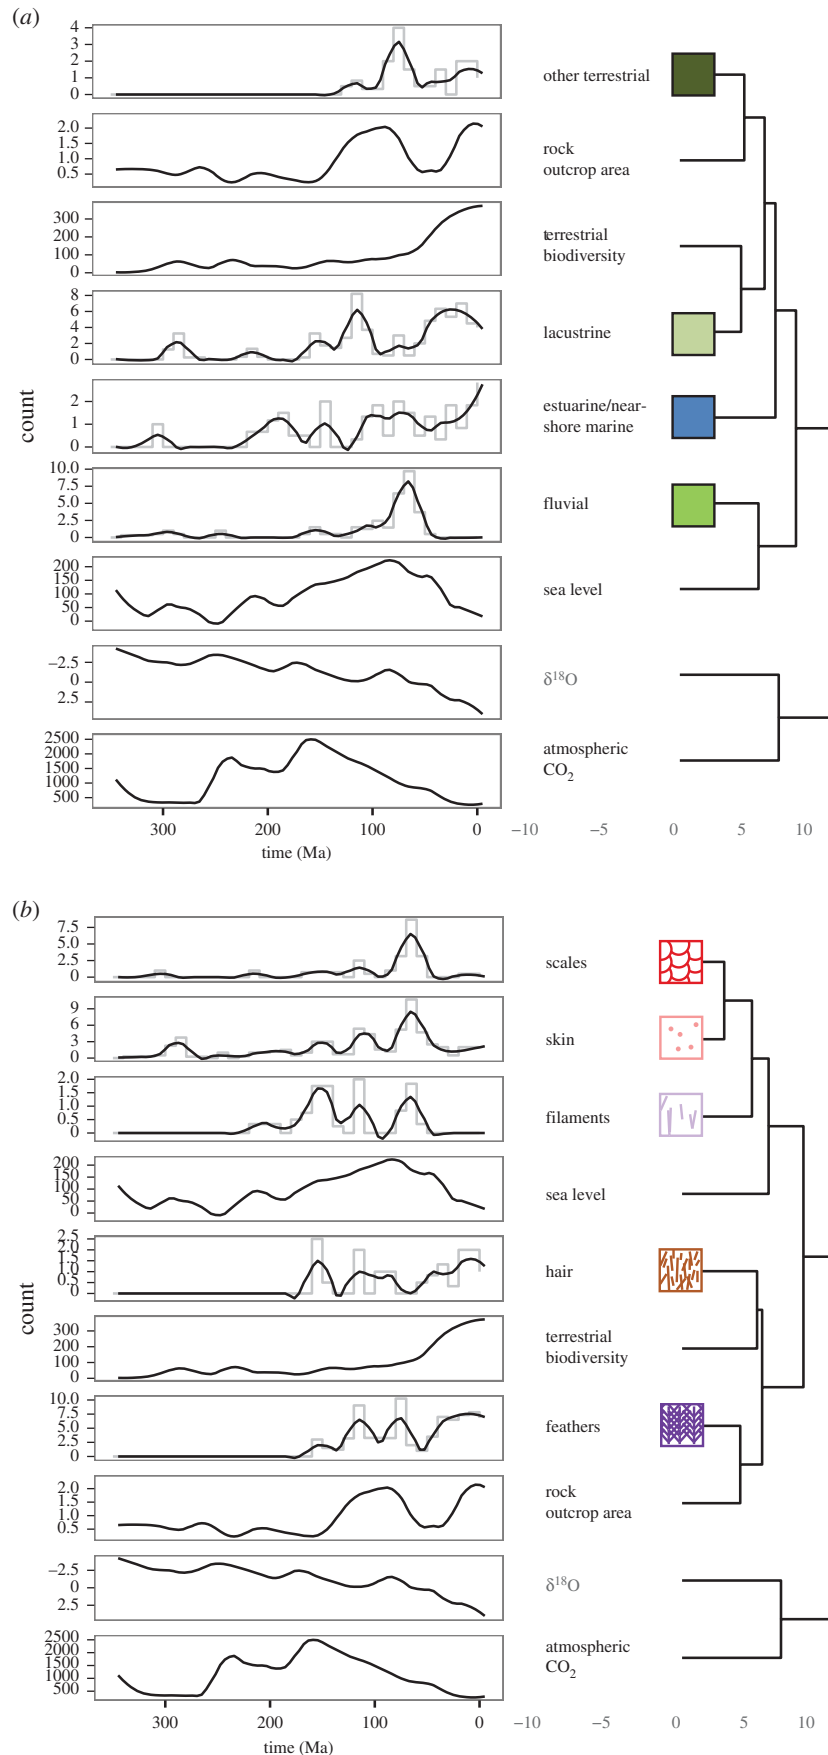 (a)
count
4
3
2
1
0
other terrestrial
2.0
1.5
1.0
0.5
rock
outcrop area
300
200
100
0
terrestrial
biodiversity
8
6
4
2
0
lacustrine
2
1
0
estuarine/near-
shore marine
10.0
7.5
5.0
2.5
0
fluvial
200
150
100
50
0
sea level
−2.5
0
2.5
δ18O
2500
2000
1500
1000
500
atmospheric
CO2
300 200 100 0 −10 −5 0 5 10
time (Ma)
(b)
count
7.5
5.0
2.5
0
scales
9
6
3
0
skin
2.0
1.5
1.0
0.5
0
filaments
200
150
100
50
0
sea level
2.5
2.0
1.5
1.0
0.5
0
hair
300
200
100
0
terrestrial
biodiversity
10.0
7.5
5.0
2.5
0
feathers
2.0
1.5
1.0
0.5
rock
outcrop area
−2.5
0
2.5
δ18O
2500
2000
1500
1000
500
atmospheric
CO2
300 200 100 0 −10 −5 0 5 10
time (Ma)